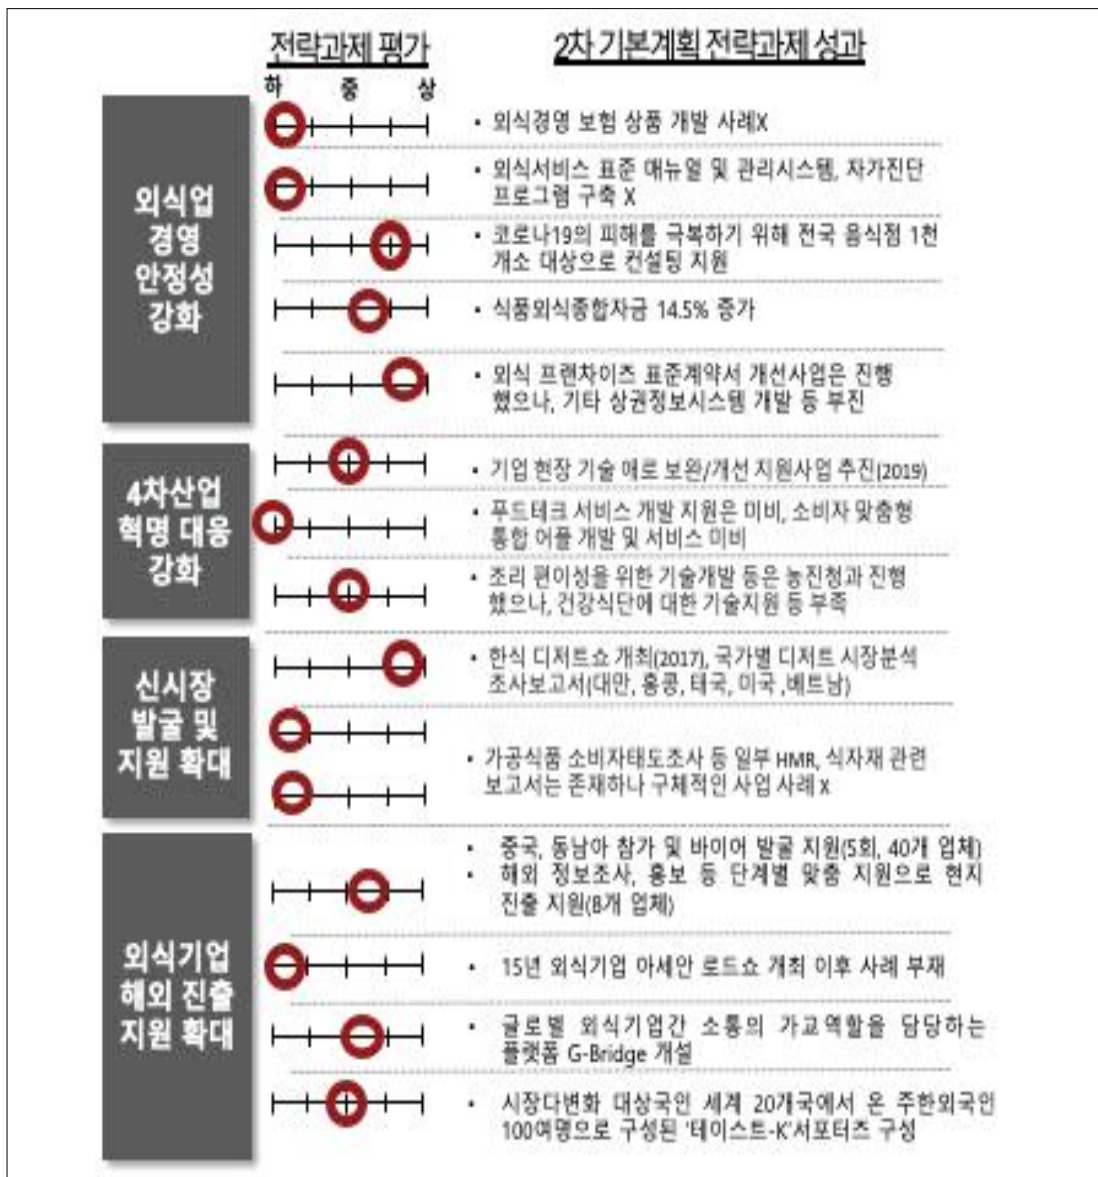 전략과제 평가
2차 기본계획 전략과제 성과
하 중 상
외식업
경영
안정성
강화
• 외식경영 보험 상품 개발 사례X
• 외식서비스 표준 매뉴얼 및 관리시스템, 자가진단
프로그램 구축 X
• 코로나19의 피해를 극복하기 위해 전국 음식점 1천
개소 대상으로 컨설팅 지원
• 식품외식종합자금 14.5% 증가
• 외식 프랜차이즈 표준계약서 개선사업은 진행
했으나, 기타 상권정보시스템 개발 등 부진
4차산업
혁명 대응
강화
• 기업 현장 기술 애로 보완/개선 지원사업 추진(2019)
• 푸드테크 서비스 개발 지원은 미비, 소비자 맞춤형
통합 어플 개발 및 서비스 미비
• 조리 편이성을 위한 기술개발 등은 농진청과 진행
했으나, 건강식단에 대한 기술지원 등 부족
신시장
발굴 및
지원 확대
• 한식 디저트쇼 개최(2017), 국가별 디저트 시장분석
조사보고서(대만, 홍콩, 태국, 미국 ,베트남)
• 가공식품 소비자태도조사 등 일부 HMR, 식자재 관련
보고서는 존재하나 구체적인 사업 사례 X
외식기업
해외 진출
지원 확대
• 중국, 동남아 참가 및 바이어 발굴 지원(5회, 40개 업체)
• 해외 정보조사, 홍보 등 단계별 맞춤 지원으로 현지
진출 지원(8개 업체)
• 15년 외식기업 아세안 로드쇼 개최 이후 사례 부재
• 글로벌 외식기업간 소통의 가교역할을 담당하는
플랫폼 G-Bridge 개설
• 시장다변화 대상국인 세계 20개국에서 온 주한외국인
100여명으로 구성된 '테이스트-K'서포터즈 구성